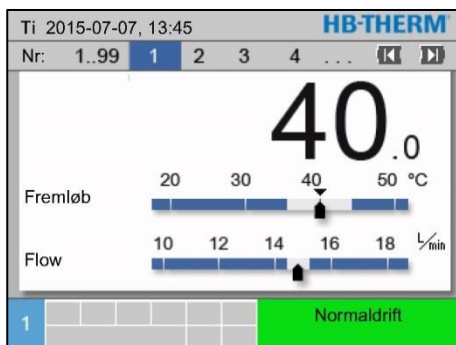 Ti 2015-07-07, 13:45 HB-THERM
Nr: 1..99 1 2 3 4 ...
40.0
20 30 40 50 °C
Fremløb
10 12 14 16 18 L/min
Flow
1 Normaldrift